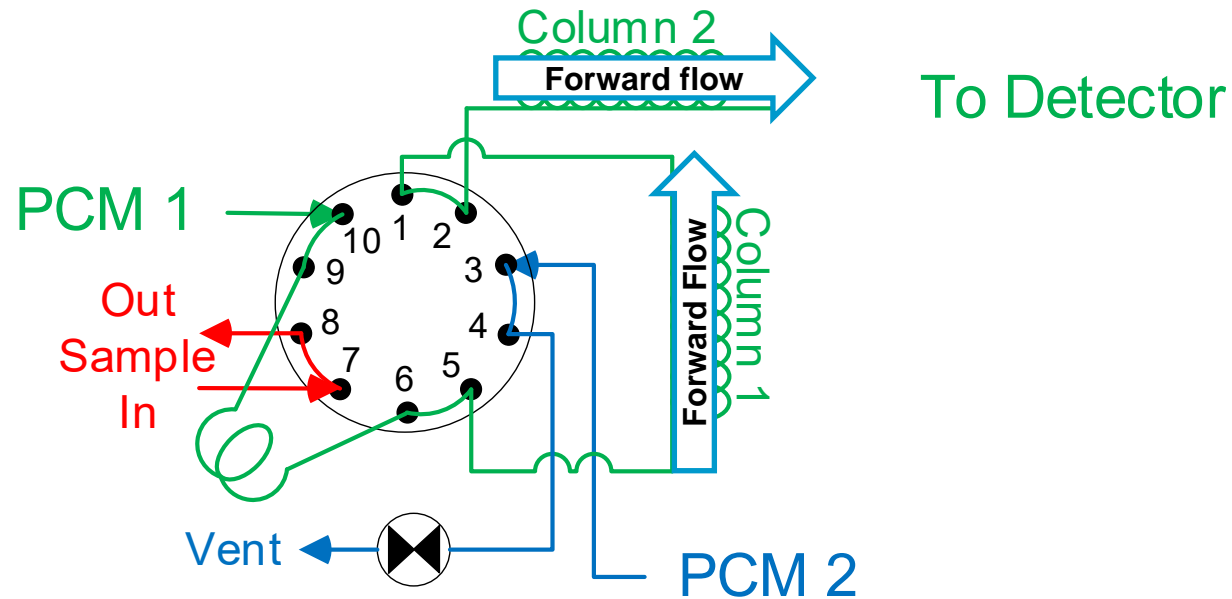 Column 2
Forward flow
To Detector
PCM 1
1
2
10
3
9
Out
8
4
Sample
7
5
6
In
Forward Flow
Column 1
Vent
PCM 2